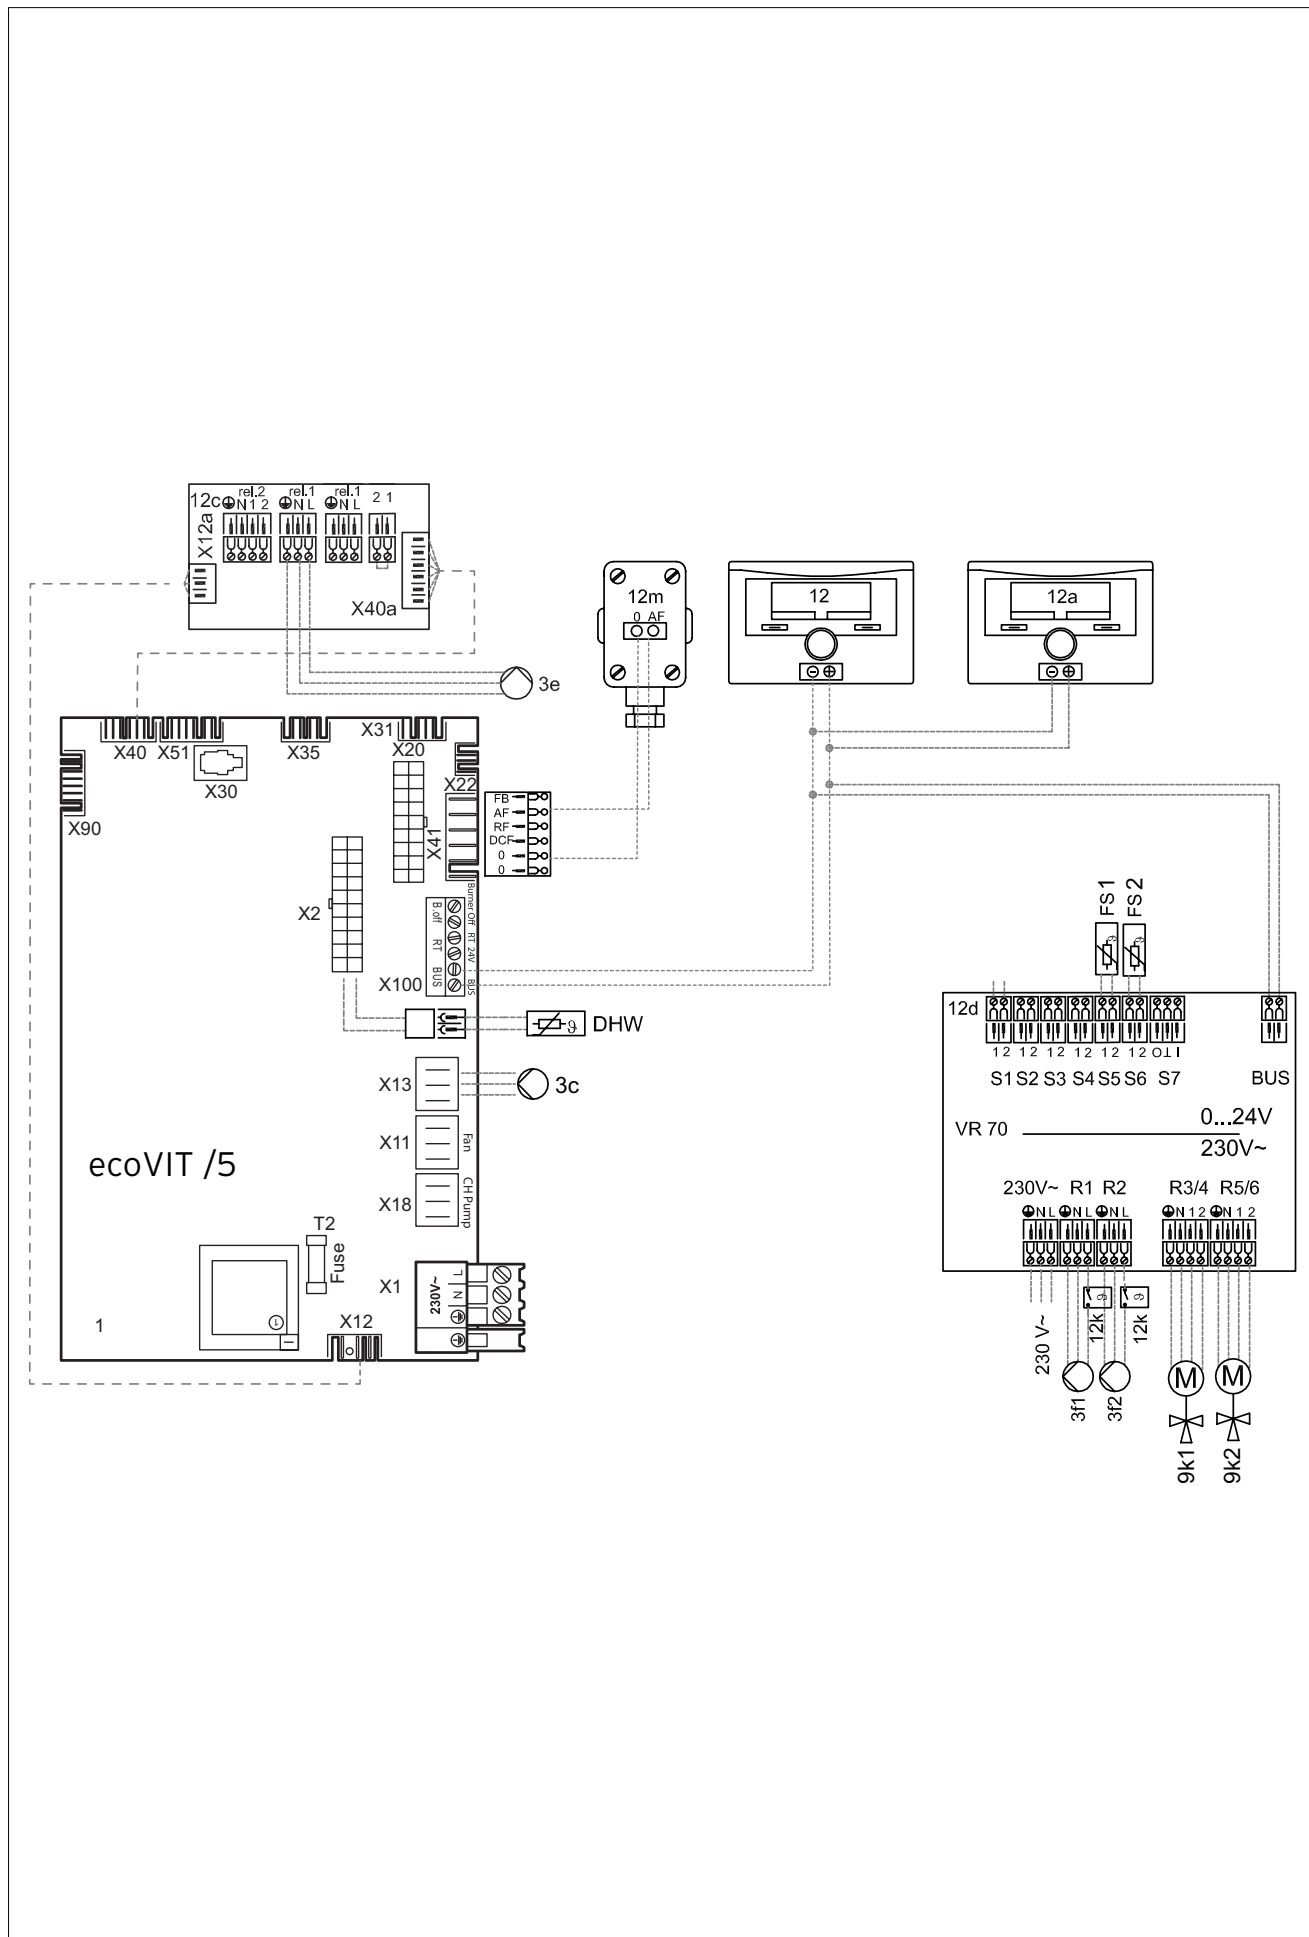 12c
rel.2
rel.1
rel.1
N 1 2
N L
N L
2 1
X12a
X40a
3e
12m
0 AF
12
12a
X40
X51
X30
X35
X31
X20
X22
X90
X41
FB
AF
RF
DCF
0
0
X2
X100
B.off
RT
BUS
Burner Off
RT
24V
BUS
DHW
X13
3c
X11
Fan
X18
CH Pump
ecoVIT /5
T2
Fuse
X1
230V~
L
N
1
1
X12
FS 1
FS 2
12d
1 2
1 2
1 2
1 2
1 2
1 2
O T I
S1 S2 S3 S4 S5 S6 S7
BUS
VR 70
0...24V
230V~
230V~ R1 R2 R3/4 R5/6
N L
N L
N L
N 1 2
N 1 2
230 V~
12k
12k
3f1
3f2
M
M
9k1
9k2